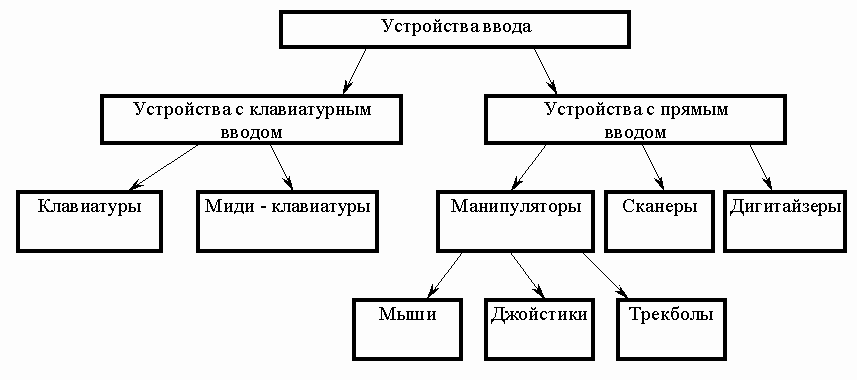 Устройства ввода
Устройства с клавиатурным
вводом
Устройства с прямым
вводом
Клавиатуры
Миди - клавиатуры
Манипуляторы
Сканеры
Дигитайзеры
Мыши
Джойстики
Трекболы